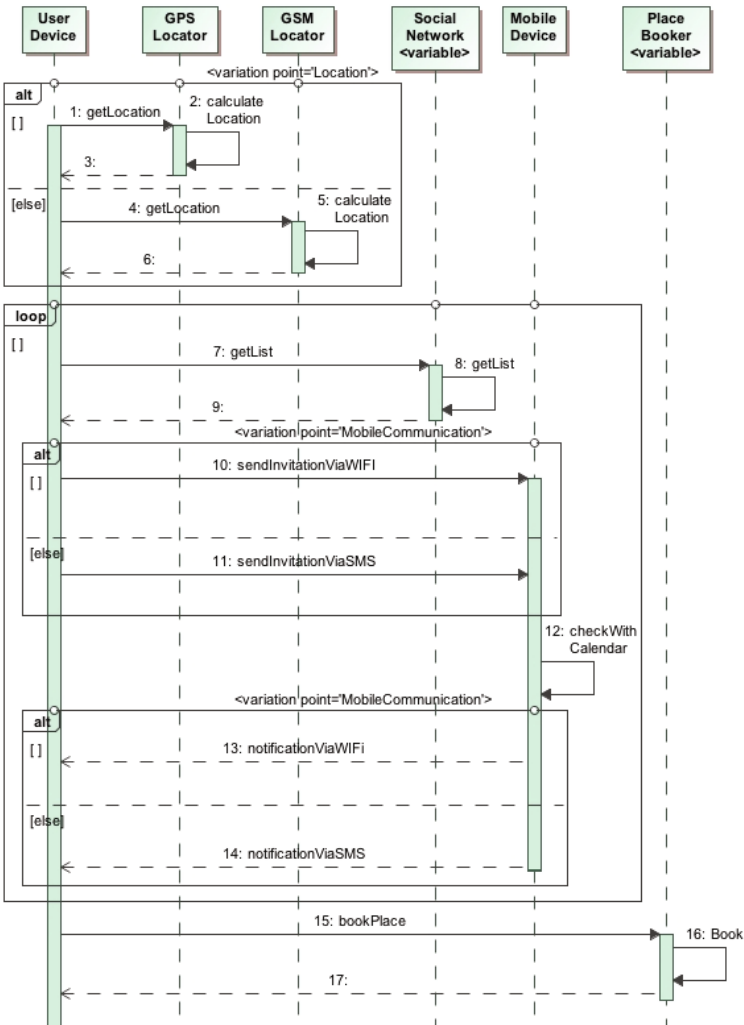 User
Device
GPS
Locator
GSM
Locator
Social
Network
<variable>
Mobile
Device
Place
Booker
<variable>
<variation point='Location'>
alt
[ ]
1: getLocation
2: calculate
Location
3:
[else]
4: getLocation
5: calculate
Location
6:
loop
[ ]
7: getList
8: getList
9:
<variation point='MobileCommunication'>
alt
[ ]
10: sendInvitationViaWIFI
[else]
11: sendInvitationViaSMS
12: checkWith
Calendar
<variation point='MobileCommunication'>
alt
[ ]
13: notificationViaWIFi
[else]
14: notificationViaSMS
15: bookPlace
16: Book
17: